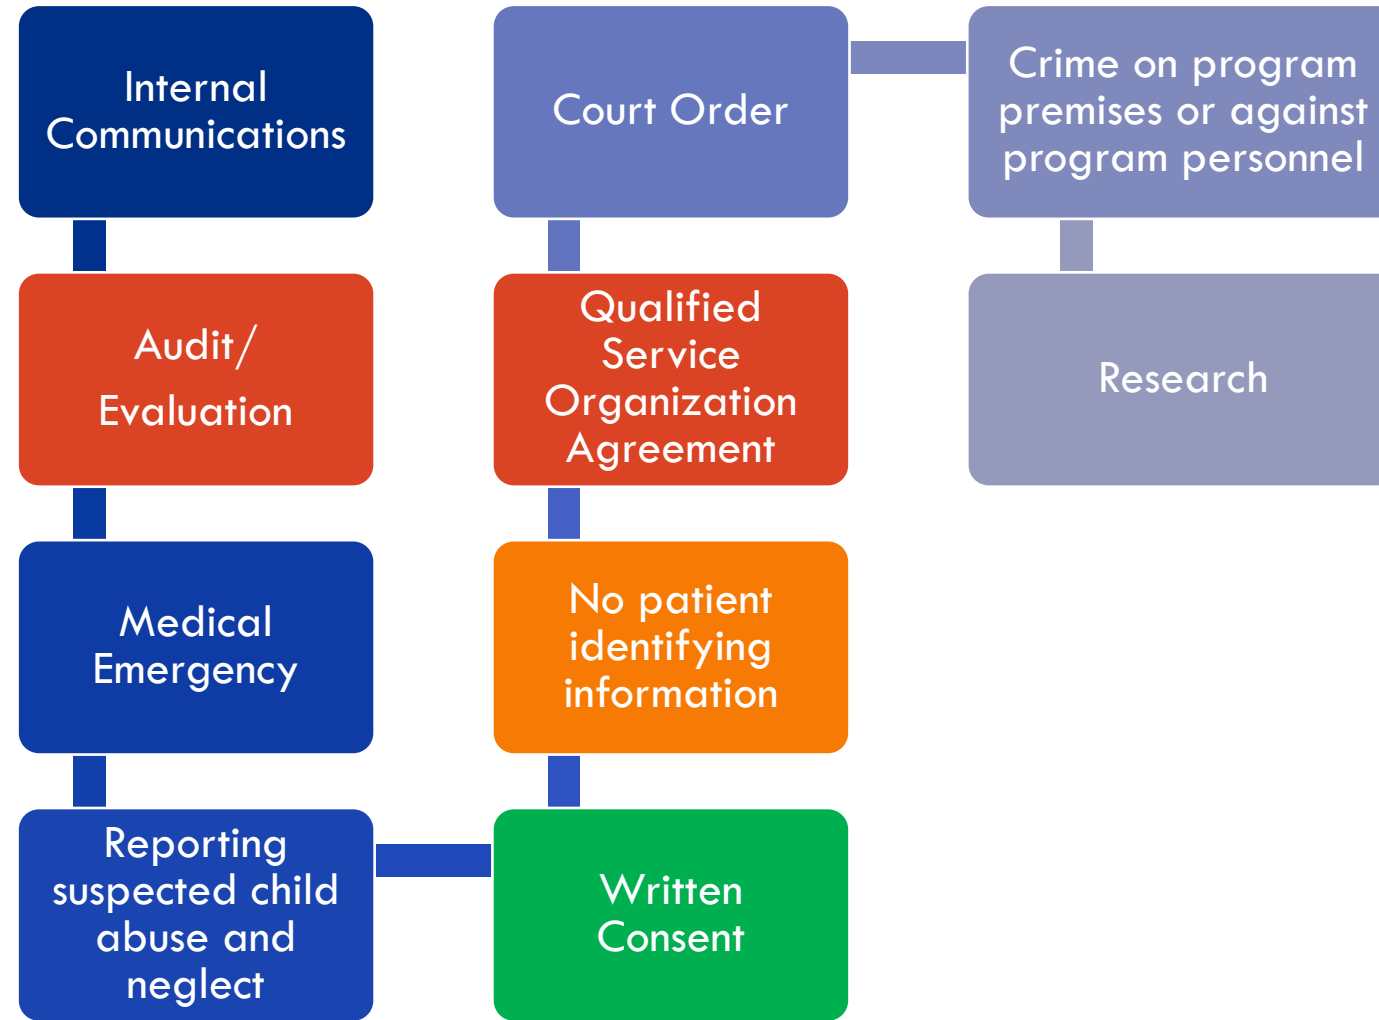 Internal
Communications
Audit/
Evaluation
Medical
Emergency
Reporting
suspected child
abuse and
neglect
Written
Consent
No patient
identifying
information
Qualified
Service
Organization
Agreement
Court Order
Crime on program
premises or against
program personnel
Research